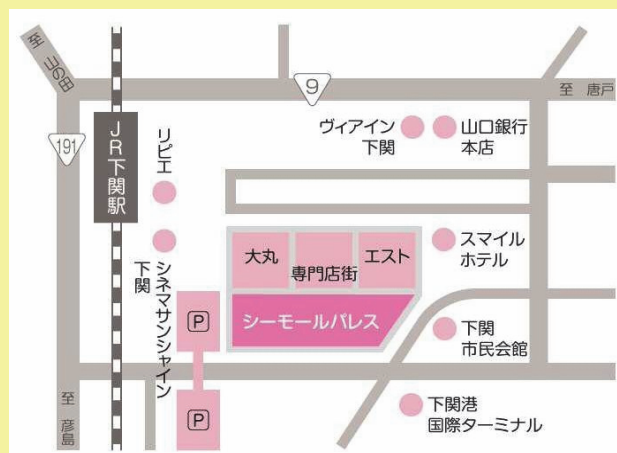 至 山の田
9
至 唐戸
191
JR下関駅
リピエ
ヴィアイン
下関
山口銀行
本店
大丸
専門店街
エスト
スマイル
ホテル
シネマサンシャイン
下関
シーモールパレス
P
下関
市民会館
P
下関港
国際ターミナル
至 彦島